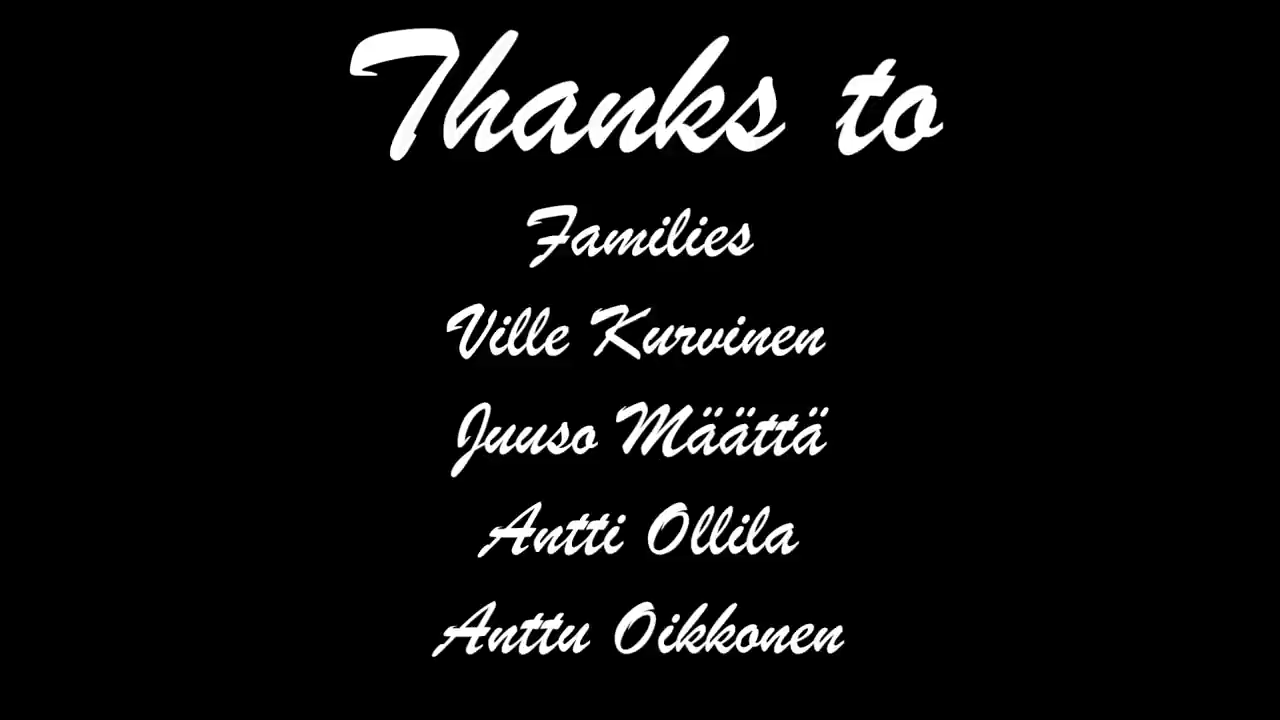 Thanks to
Families
Ville Kurvinen
Juuso Määttä
Antti Ollila
Anttu Oikkonen